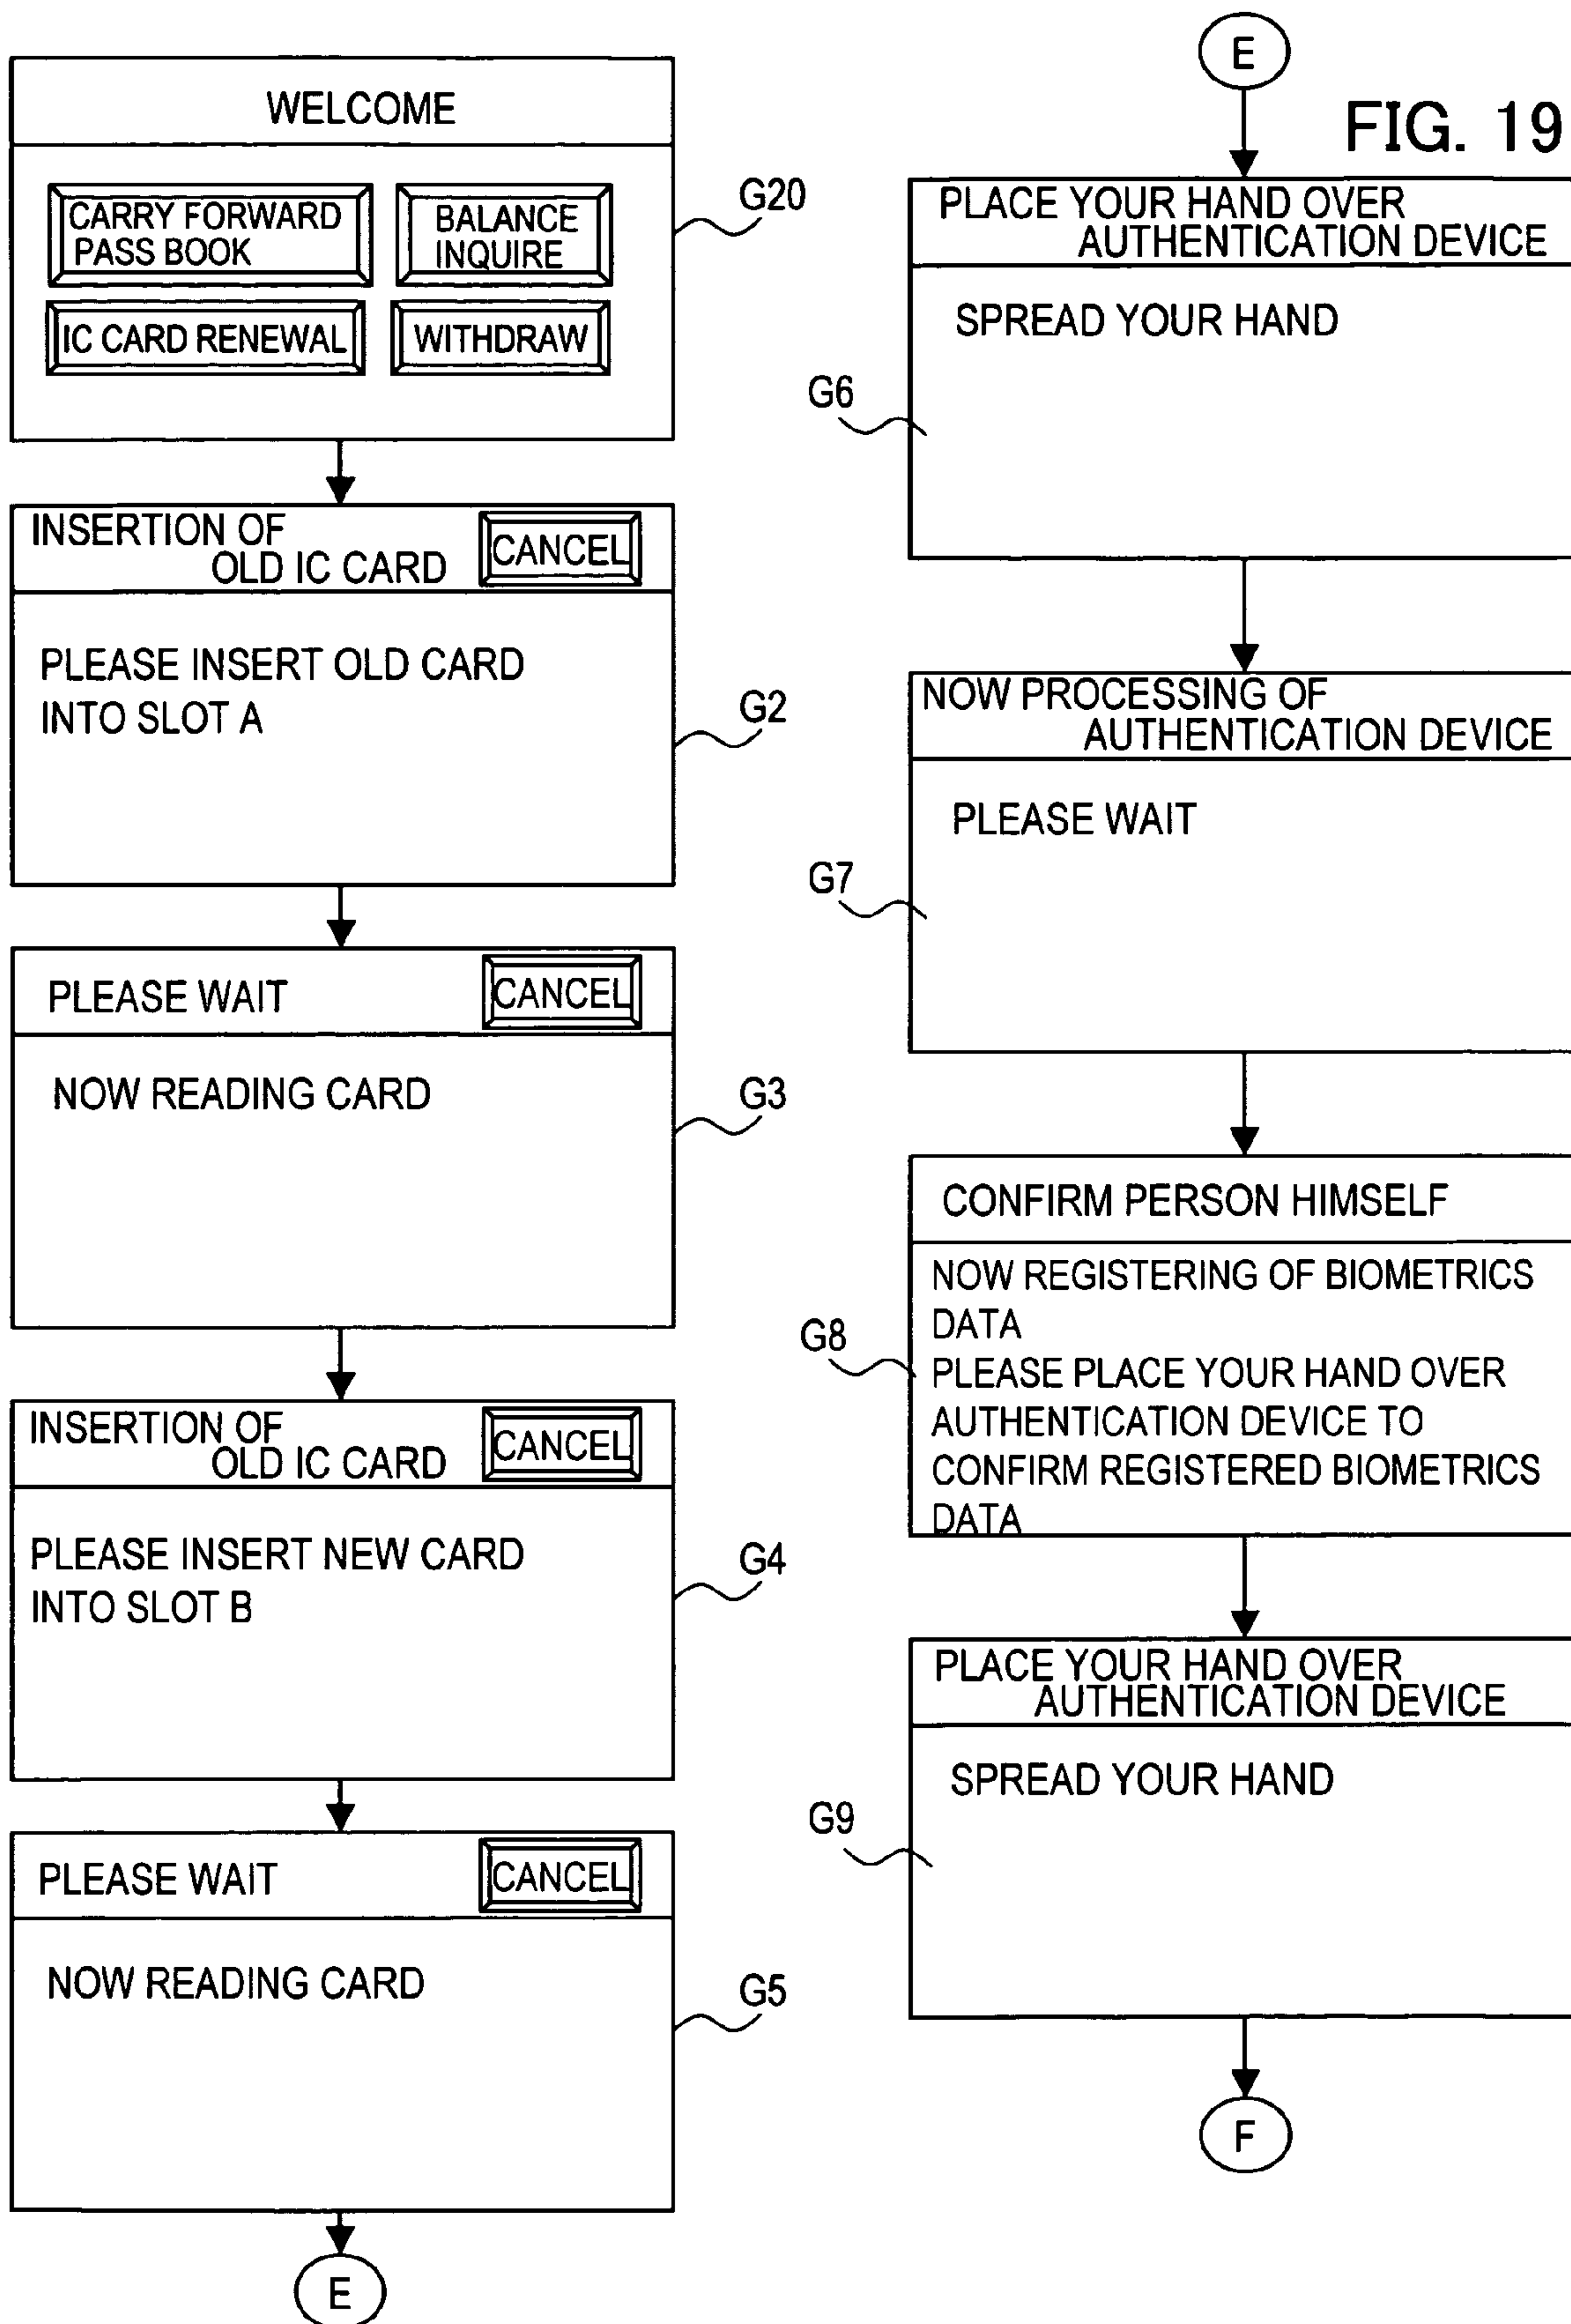 WELCOME
CARRY FORWARD
PASS BOOK
BALANCE
INQUIRE
IC CARD RENEWAL
WITHDRAW
G20
INSERTION OF
OLD IC CARD
CANCEL
PLEASE INSERT OLD CARD
INTO SLOT A
G2
PLEASE WAIT
CANCEL
NOW READING CARD
G3
INSERTION OF
OLD IC CARD
CANCEL
PLEASE INSERT NEW CARD
INTO SLOT B
G4
PLEASE WAIT
CANCEL
NOW READING CARD
G5
E
E
FIG. 19
PLACE YOUR HAND OVER
AUTHENTICATION DEVICE
SPREAD YOUR HAND
G6
NOW PROCESSING OF
AUTHENTICATION DEVICE
PLEASE WAIT
G7
CONFIRM PERSON HIMSELF
NOW REGISTERING OF BIOMETRICS
DATA
PLEASE PLACE YOUR HAND OVER
AUTHENTICATION DEVICE TO
CONFIRM REGISTERED BIOMETRICS
DATA
G8
PLACE YOUR HAND OVER
AUTHENTICATION DEVICE
SPREAD YOUR HAND
G9
F